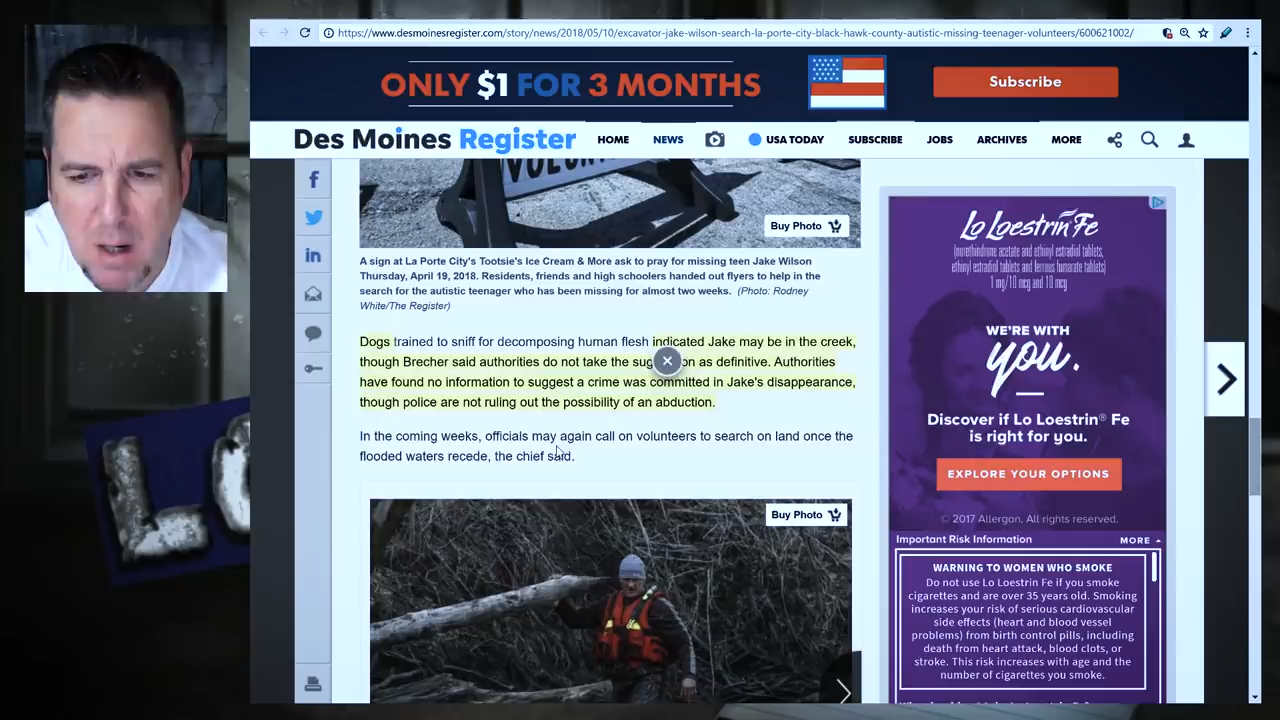 https://www.desmoinesregister.com/story/news/2018/05/10/excavator-jake-wilson-search-la-porte-city-black-hawk-county-autistic-missing-teenager-volunteers/600621002/
ONLY $1 FOR 3 MONTHS
Subscribe
Des Moines Register
HOME
NEWS
USA TODAY
SUBSCRIBE
JOBS
ARCHIVES
MORE
Buy Photo
A sign at La Porte City's Tootsie's Ice Cream & More ask to pray for missing teen Jake Wilson
Thursday, April 19, 2018. Residents, friends and high schoolers handed out flyers to help in the
search for the autistic teenager who has been missing for almost two weeks. (Photo: Rodney
White/The Register)
Dogs trained to sniff for decomposing human flesh indicated Jake may be in the creek,
though Brecher said authorities do not take the as definitive. Authorities
have found no information to suggest a crime was committed in Jake's disappearance,
though police are not ruling out the possibility of an abduction.
In the coming weeks, officials may again call on volunteers to search on land once the
flooded waters recede, the chief said.
Buy Photo
Lo Loestrin Fe
(norethindrone acetate and ethinyl estradiol tablets,
ethinyl estradiol tablets and ferrous fumarate tablets)
1 mg/10 mcg and 10 mcg
WE'RE WITH
you.
Discover if Lo Loestrin® Fe
is right for you.
EXPLORE YOUR OPTIONS
© 2017 Allergan. All rights reserved.
Important Risk Information
MORE
WARNING TO WOMEN WHO SMOKE
Do not use Lo Loestrin Fe if you smoke
cigarettes and are over 35 years old. Smoking
increases your risk of serious cardiovascular
side effects (heart and blood vessel
problems) from birth control pills, including
death from heart attack, blood clots, or
stroke. This risk increases with age and the
number of cigarettes you smoke.